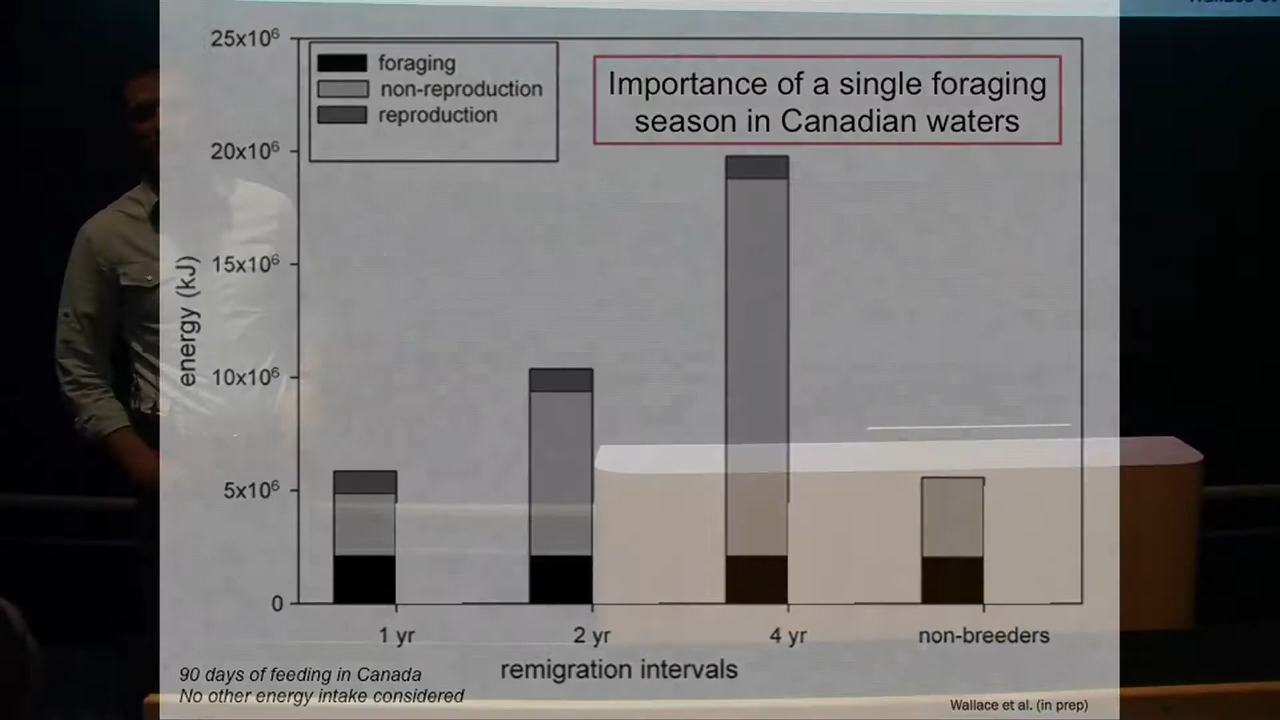 25x10⁶
foraging
non-reproduction
reproduction
Importance of a single foraging
season in Canadian waters
20x10⁶
15x10⁶
energy (kJ)
10x10⁶
5x10⁶
0
1 yr
2 yr
4 yr
non-breeders
remigration intervals
90 days of feeding in Canada
No other energy intake considered
Wallace et al. (in prep)